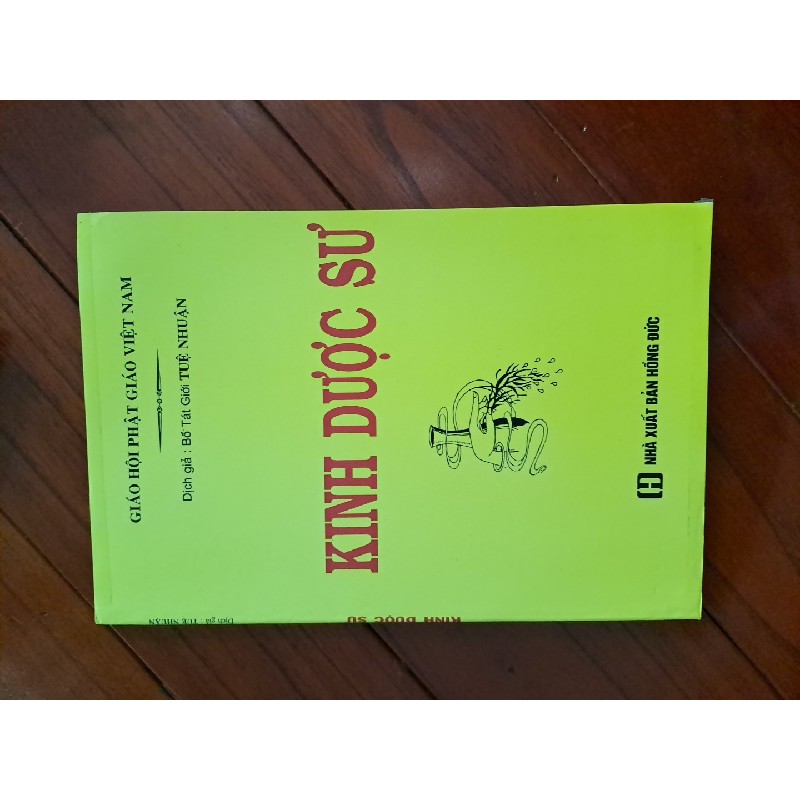 GIÁO HỘI PHẬT GIÁO VIỆT NAM
Dịch giả : Bồ Tát Giới TUỆ NHUẬN
KINH DƯỢC SƯ
NHÀ XUẤT BẢN HỒNG ĐỨC
Dịch giả : TUỆ NHUẬN
KINH DƯỢC SƯ